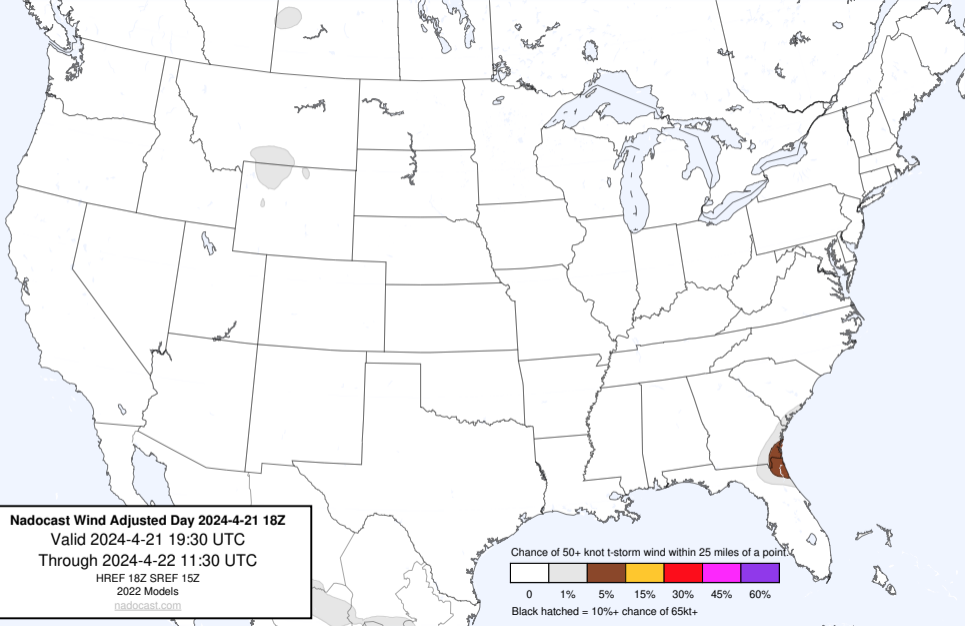 Nadocast Wind Adjusted Day 2024-4-21 18Z
Valid 2024-4-21 19:30 UTC
Through 2024-4-22 11:30 UTC
HREF 18Z SREF 15Z
2022 Models
nadocast.com
Chance of 50+ knot t-storm wind within 25 miles of a point.
0 1% 5% 15% 30% 45% 60%
Black hatched = 10%+ chance of 65kt+